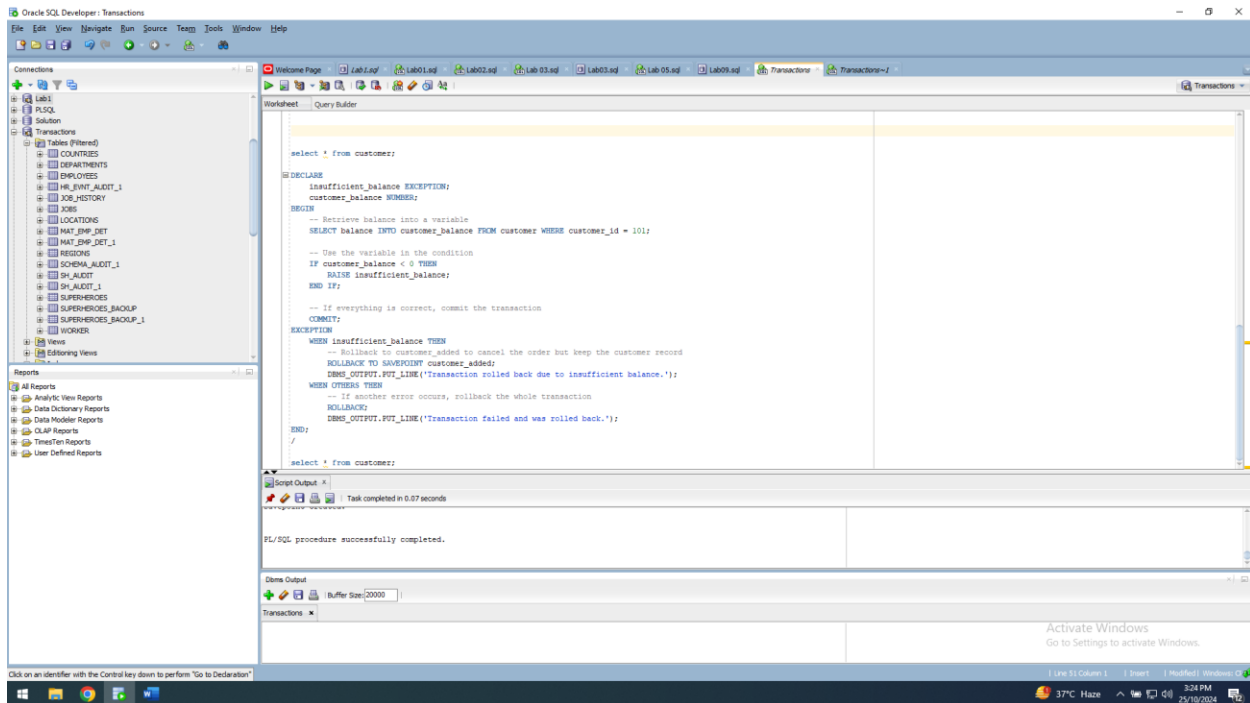 Oracle SQL Developer : Transactions
File Edit View Navigate Run Source Team Tools Window Help
Connections
Lab1
PLSQL
Solution
Transactions
Tables (Filtered)
COUNTRIES
DEPARTMENTS
EMPLOYEES
HR_EVNT_AUDIT_1
JOB_HISTORY
JOBS
LOCATIONS
MAT_EMP_DET
MAT_EMP_DET_1
REGIONS
SCHEMA_AUDIT_1
SH_AUDIT
SH_AUDIT_1
SUPERHEROES
SUPERHEROES_BACKUP
SUPERHEROES_BACKUP_1
WORKER
Views
Editioning Views
Reports
All Reports
Analytic View Reports
Data Dictionary Reports
Data Modeler Reports
OLAP Reports
TimesTen Reports
User Defined Reports
Welcome Page Lab1.sql Lab01.sql Lab02.sql Lab 03.sql Lab03.sql Lab 05.sql Lab09.sql Transactions Transactions~1
Transactions
Worksheet Query Builder
select * from customer;
DECLARE
insufficient_balance EXCEPTION;
customer_balance NUMBER;
BEGIN
-- Retrieve balance into a variable
SELECT balance INTO customer_balance FROM customer WHERE customer_id = 101;
-- Use the variable in the condition
IF customer_balance < 0 THEN
RAISE insufficient_balance;
END IF;
-- If everything is correct, commit the transaction
COMMIT;
EXCEPTION
WHEN insufficient_balance THEN
-- Rollback to customer_added to cancel the order but keep the customer record
ROLLBACK TO SAVEPOINT customer_added;
DBMS_OUTPUT.PUT_LINE('Transaction rolled back due to insufficient balance.');
WHEN OTHERS THEN
-- If another error occurs, rollback the whole transaction
ROLLBACK;
DBMS_OUTPUT.PUT_LINE('Transaction failed and was rolled back.');
END;
/
select * from customer;
Script Output x
Task completed in 0.07 seconds
PL/SQL procedure successfully completed.
Dbms Output
Buffer Size: 20000
Transactions x
Activate Windows
Go to Settings to activate Windows.
Click on an identifier with the Control key down to perform "Go to Declaration"
Line 51 Column 1 | Insert | Modified | Windows: C
37°C Haze
3:24 PM
25/10/2024